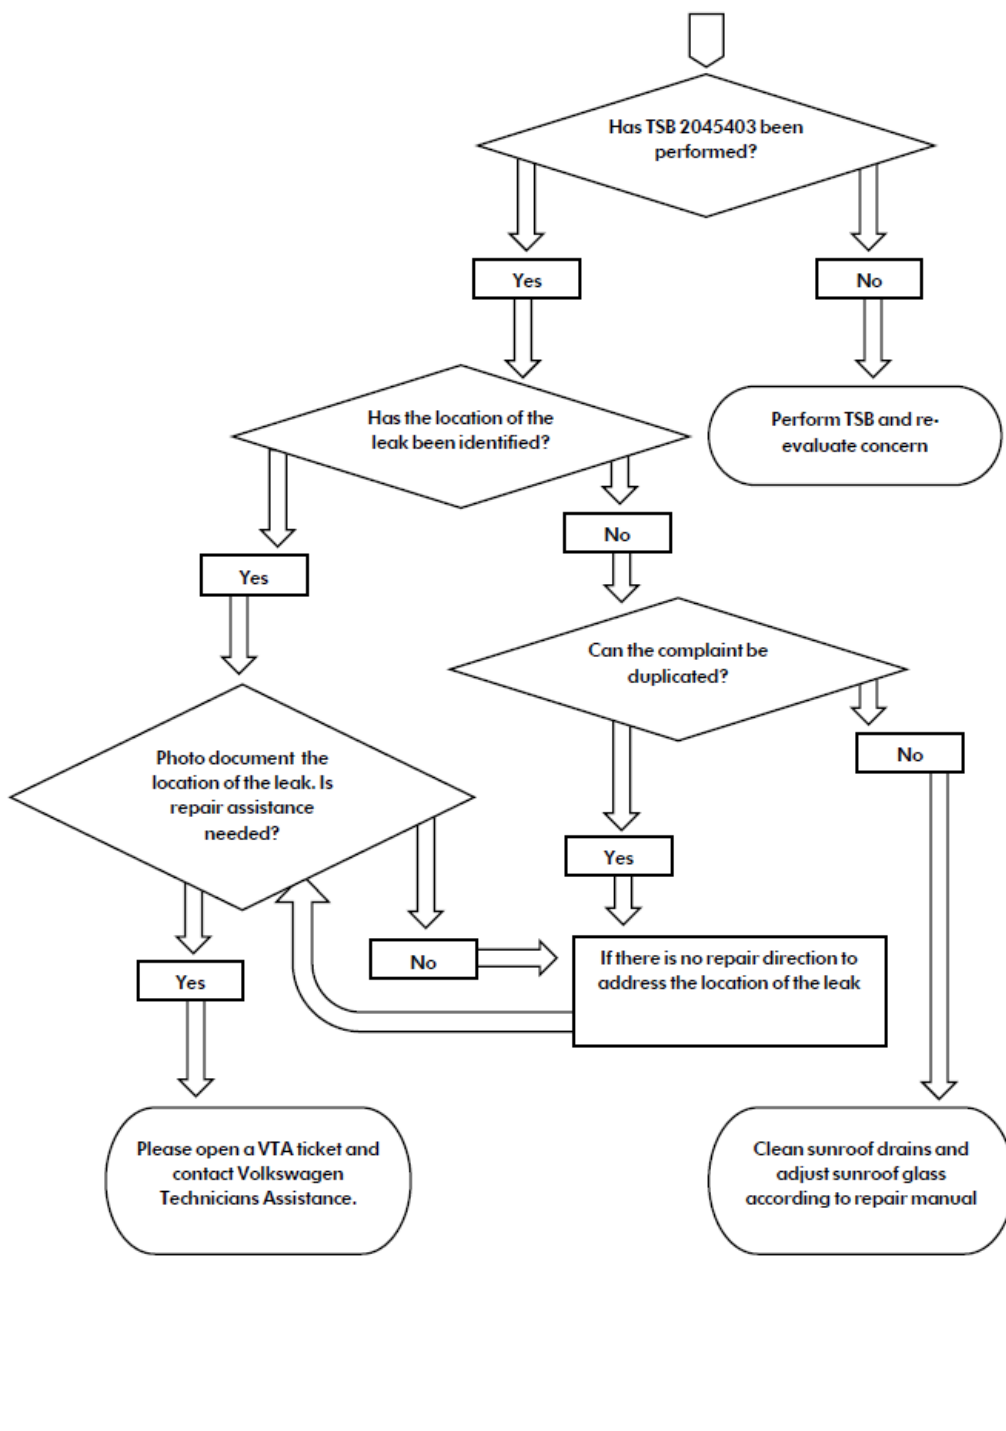 Has TSB 2045403 been
performed?
Yes
No
Has the location of the
leak been identified?
Perform TSB and re-
evaluate concern
No
Yes
Can the complaint be
duplicated?
No
Photo document the
location of the leak. Is
repair assistance
needed?
Yes
No
If there is no repair direction to
address the location of the leak
Yes
Please open a VTA ticket and
contact Volkswagen
Technicians Assistance.
Clean sunroof drains and
adjust sunroof glass
according to repair manual